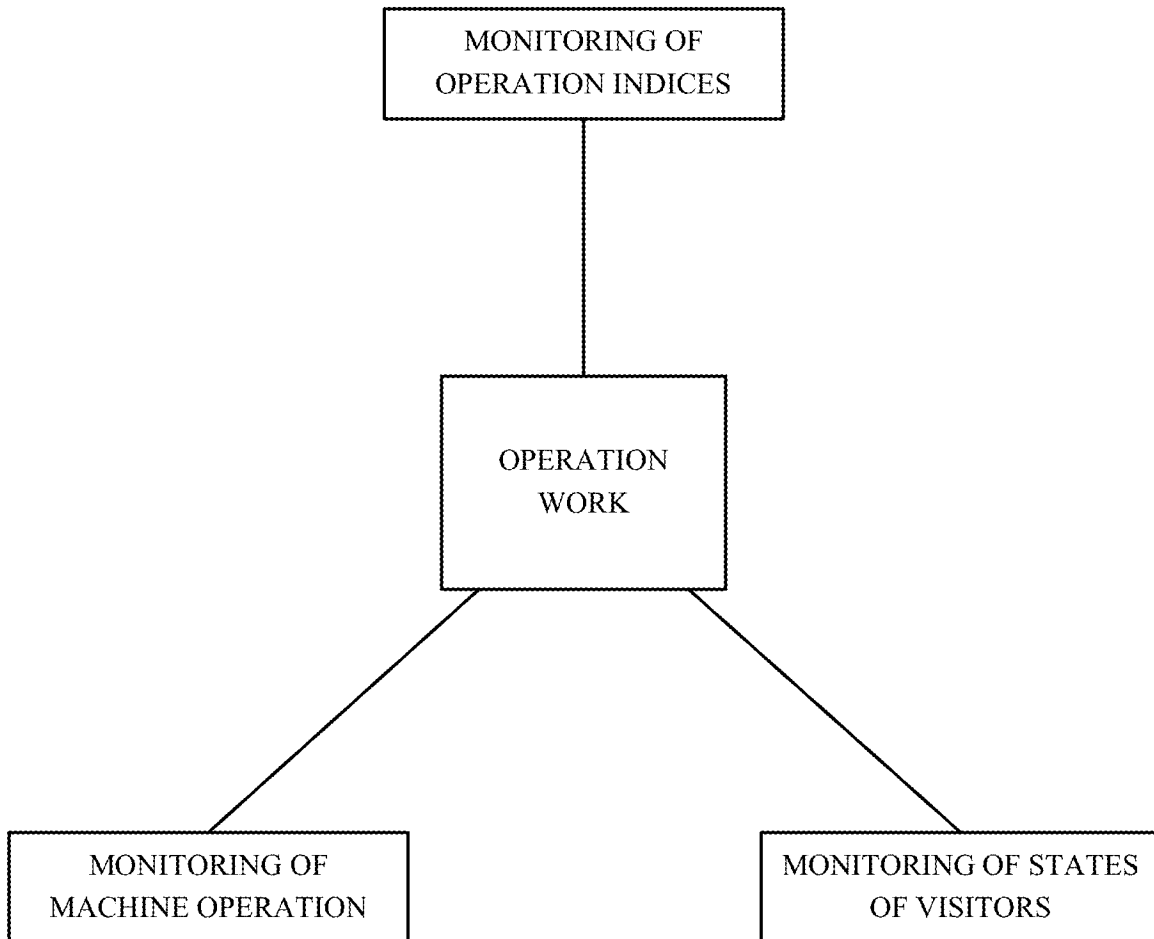 MONITORING OF
OPERATION INDICES
OPERATION
WORK
MONITORING OF
MACHINE OPERATION
MONITORING OF STATES
OF VISITORS